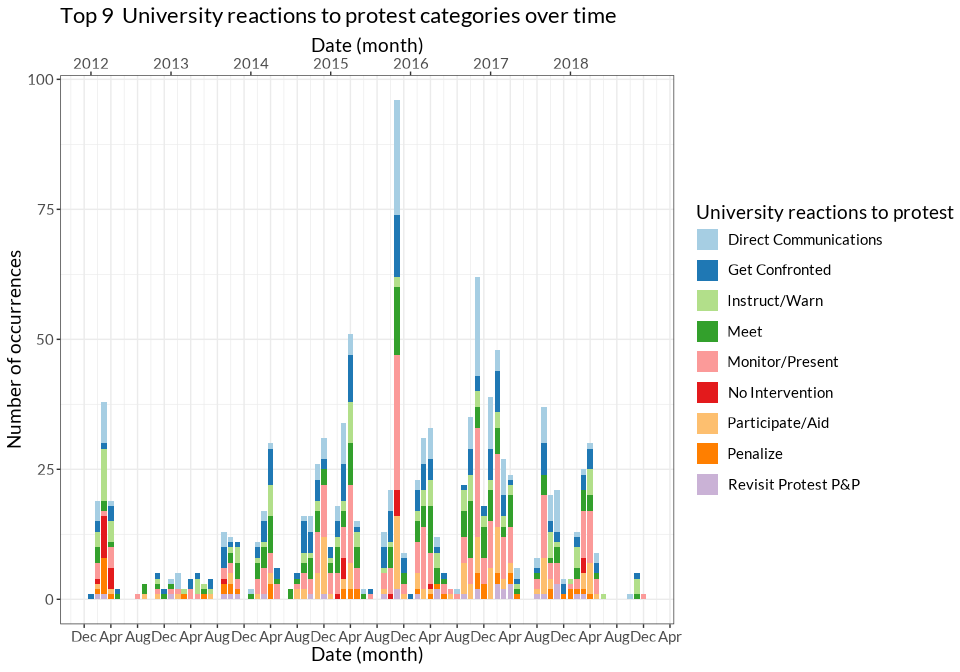 Top 9 University reactions to protest categories over time
Date (month)
2012 2013 2014 2015 2016 2017 2018
100
75
50
25
0
Number of occurrences
Dec Apr Aug Dec Apr Aug Dec Apr Aug Dec Apr Aug Dec Apr Aug Dec Apr Aug Dec Apr Aug Dec Apr
Date (month)
University reactions to protest
Direct Communications
Get Confronted
Instruct/Warn
Meet
Monitor/Present
No Intervention
Participate/Aid
Penalize
Revisit Protest P&P